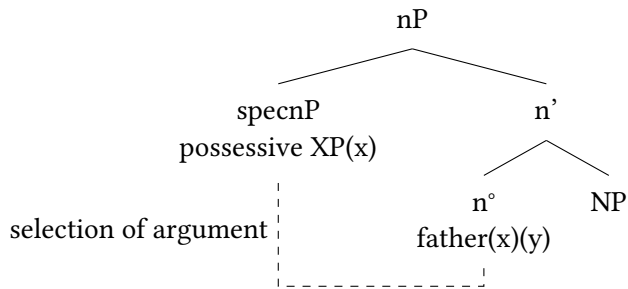 nP
specnP n’
possessive XP(x)
n° NP
selection of argument father(x)(y)